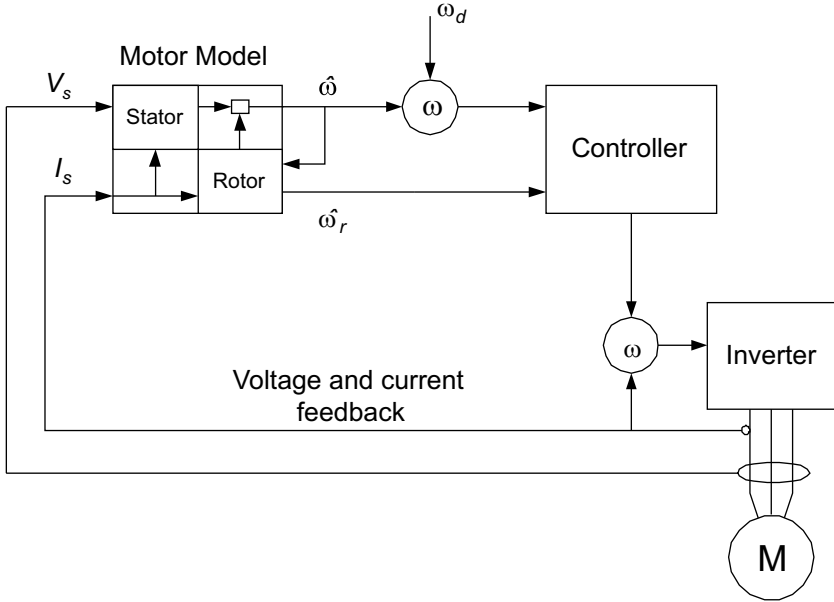 ω_d
Motor Model
V_s
ω̂
Stator
ω
Controller
I_s
Rotor
ω̂_r
ω
Inverter
Voltage and current
feedback
M